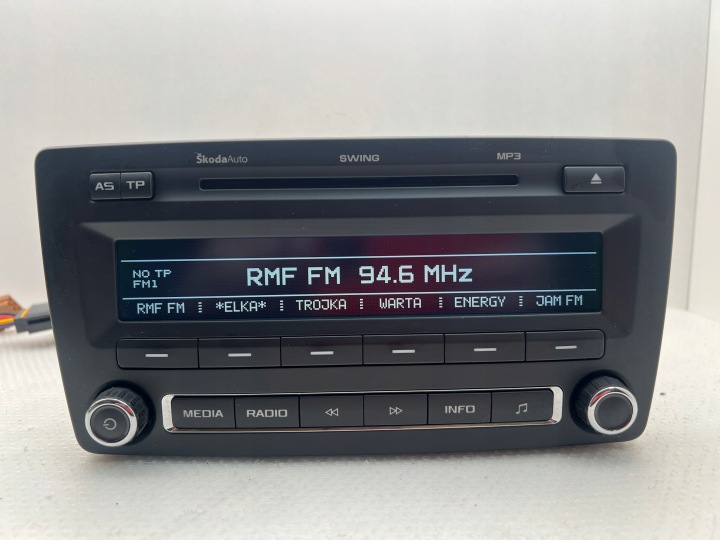 ŠkodaAuto SWING MP3
AS TP
NO TP
FM1
RMF FM 94.6 MHz
RMF FM *ELKA* TROJKA WARTA ENERGY JAM FM
MEDIA RADIO INFO